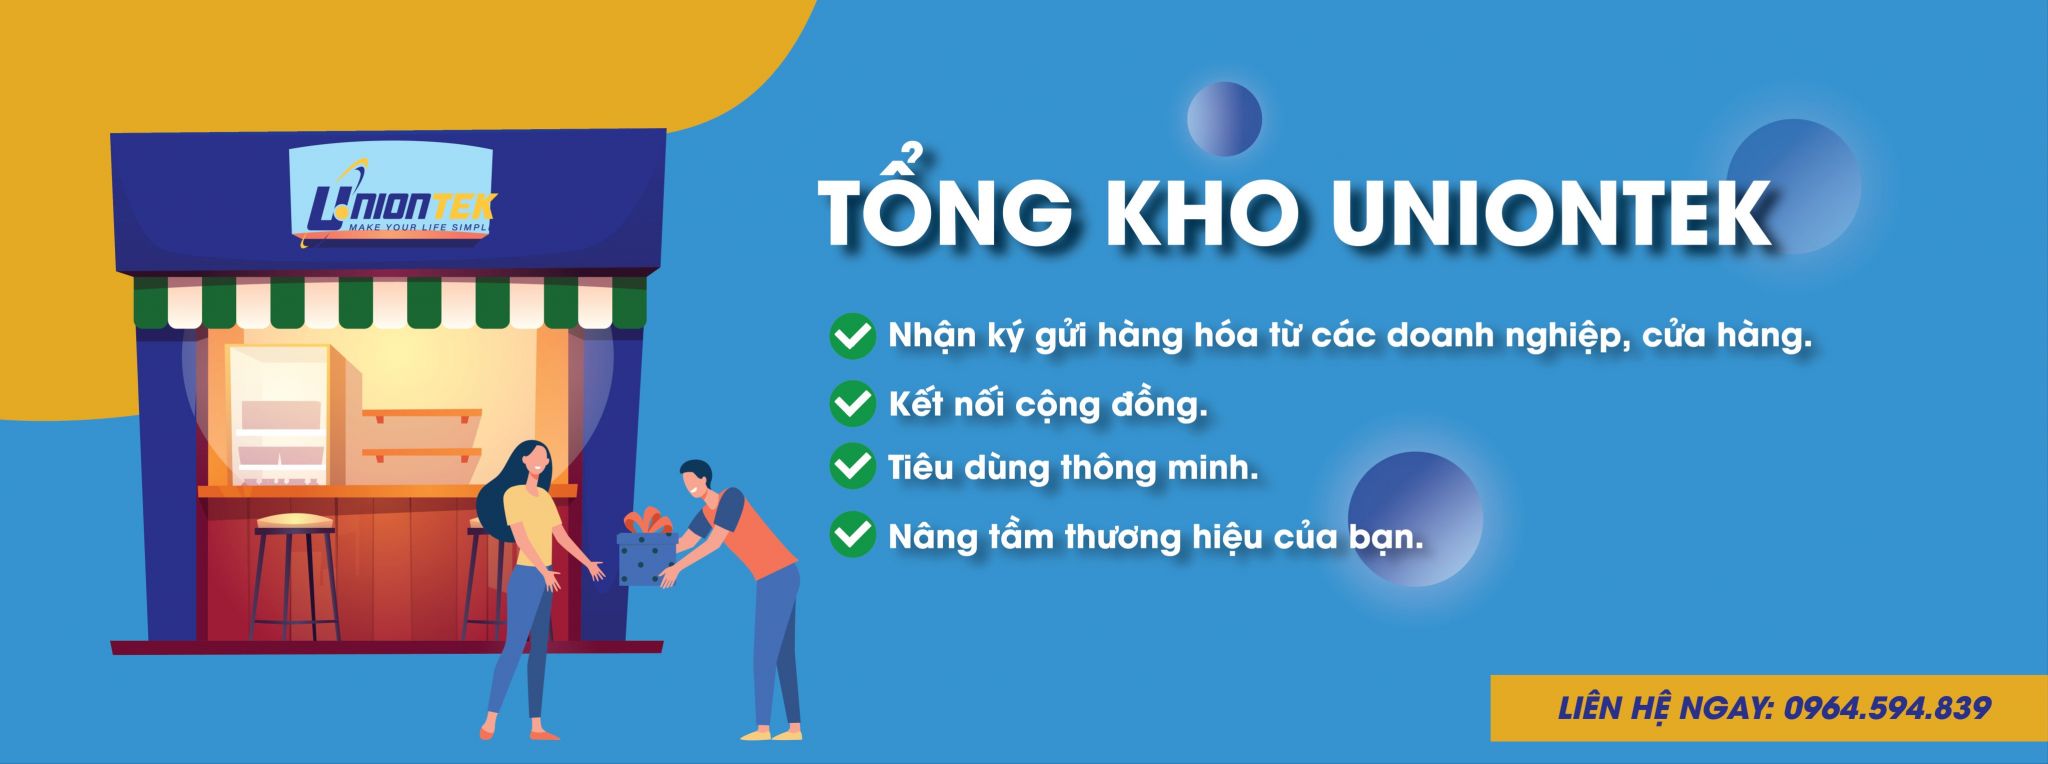 UNIONTEK
MAKE YOUR LIFE SIMPL
TỔNG KHO UNIONTEK
Nhận ký gửi hàng hóa từ các doanh nghiệp, cửa hàng.
Kết nối cộng đồng.
Tiêu dùng thông minh.
Nâng tầm thương hiệu của bạn.
LIÊN HỆ NGAY: 0964.594.839